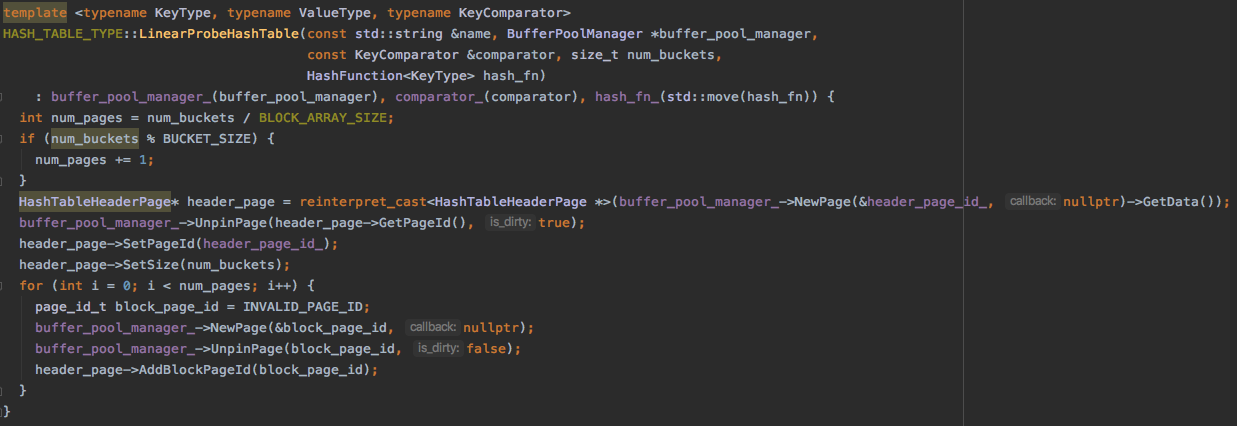 template <typename KeyType, typename ValueType, typename KeyComparator>
HASH_TABLE_TYPE::LinearProbeHashTable(const std::string &name, BufferPoolManager *buffer_pool_manager,
                                      const KeyComparator &comparator, size_t num_buckets,
                                      HashFunction<KeyType> hash_fn)
    : buffer_pool_manager_(buffer_pool_manager), comparator_(comparator), hash_fn_(std::move(hash_fn)) {
  int num_pages = num_buckets / BLOCK_ARRAY_SIZE;
  if (num_buckets % BUCKET_SIZE) {
    num_pages += 1;
  }
  HashTableHeaderPage* header_page = reinterpret_cast<HashTableHeaderPage *>(buffer_pool_manager_->NewPage(&header_page_id_, callback: nullptr)->GetData());
  buffer_pool_manager_->UnpinPage(header_page->GetPageId(), is_dirty: true);
  header_page->SetPageId(header_page_id_);
  header_page->SetSize(num_buckets);
  for (int i = 0; i < num_pages; i++) {
    page_id_t block_page_id = INVALID_PAGE_ID;
    buffer_pool_manager_->NewPage(&block_page_id, callback: nullptr);
    buffer_pool_manager_->UnpinPage(block_page_id, is_dirty: false);
    header_page->AddBlockPageId(block_page_id);
  }
}